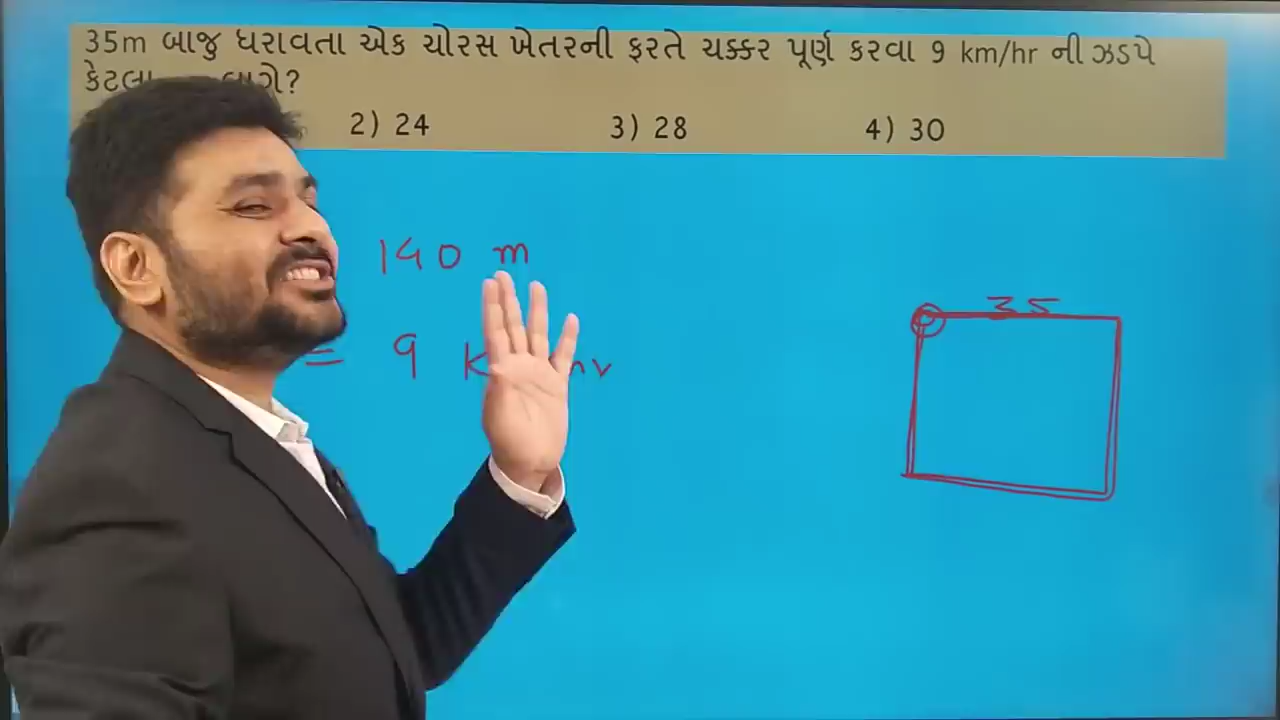 35m બાજુ ધરાવતા એક ચોરસ ખેતરની ફરતે ચક્કર પૂર્ણ કરવા 9 km/hr ની ઝડપે
કેટલા લાગે?
2) 24 3) 28 4) 30
140 m
35
= 9